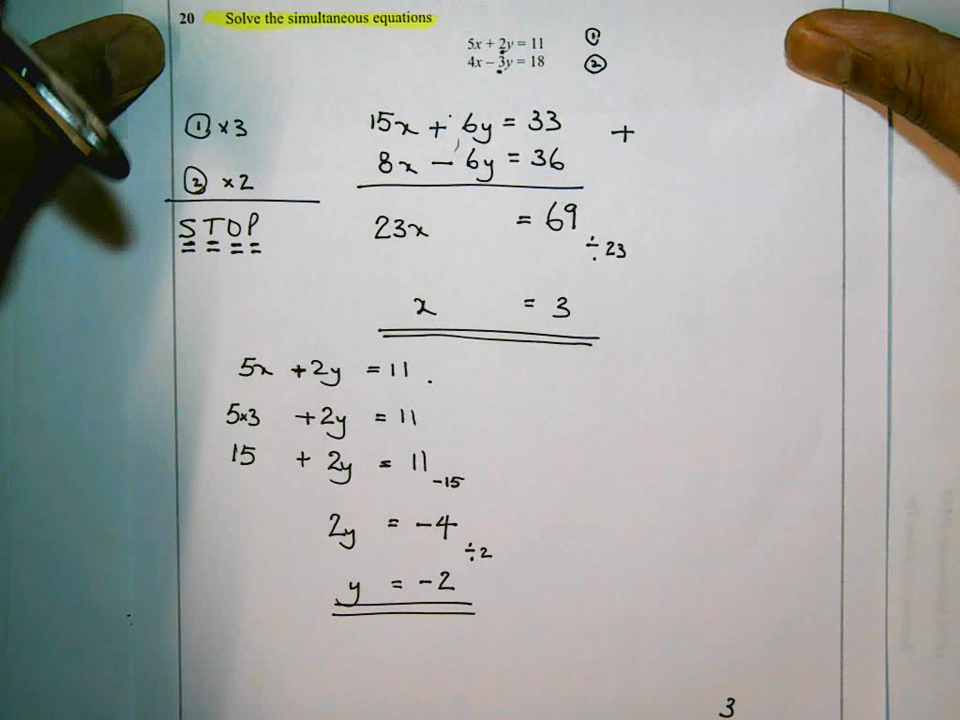 20 Solve the simultaneous equations
5x + 2y = 11 ①
4x – 3y = 18 ②
① ×3 15x + 6y = 33 +
② ×2 8x – 6y = 36
STOP 23x = 69 ÷23
x = 3
5x + 2y = 11 .
5×3 + 2y = 11
15 + 2y = 11 -15
2y = -4 ÷2
y = -2
3